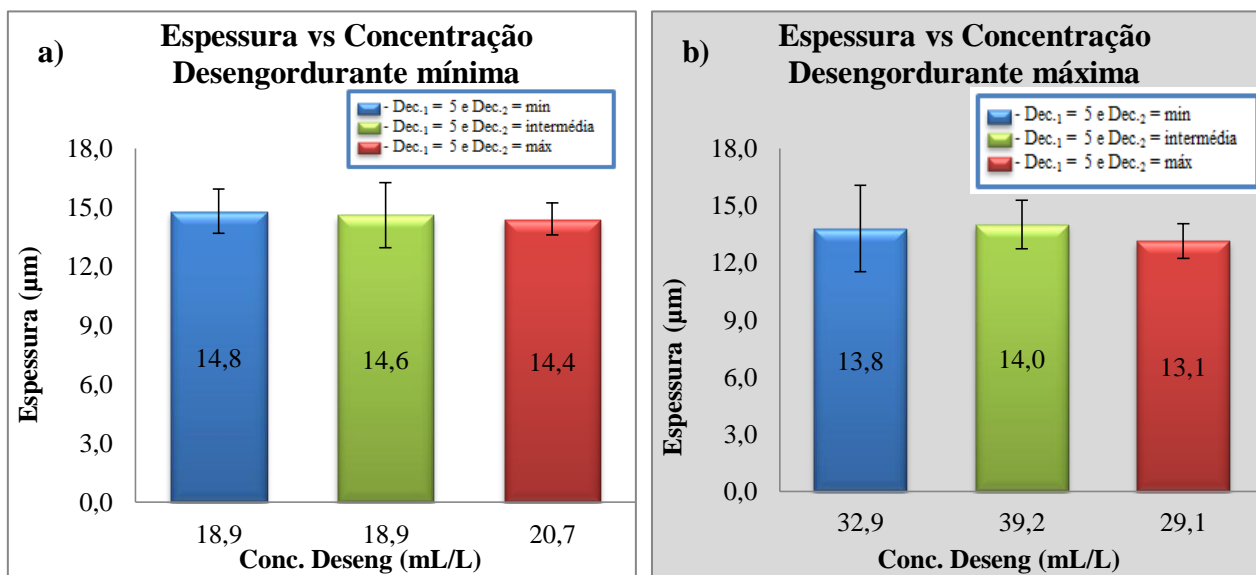 a)
Espessura vs Concentração
Desengordurante mínima
- Dec.1 = 5 e Dec.2 = min
- Dec.1 = 5 e Dec.2 = intermédia
- Dec.1 = 5 e Dec.2 = máx
18,0
15,0
12,0
9,0
6,0
3,0
0,0
Espessura (µm)
14,8
14,6
14,4
18,9
18,9
20,7
Conc. Deseng (mL/L)
b)
Espessura vs Concentração
Desengordurante máxima
- Dec.1 = 5 e Dec.2 = min
- Dec.1 = 5 e Dec.2 = intermédia
- Dec.1 = 5 e Dec.2 = máx
18,0
15,0
12,0
9,0
6,0
3,0
0,0
Espessura (µm)
13,8
14,0
13,1
32,9
39,2
29,1
Conc. Deseng (mL/L)